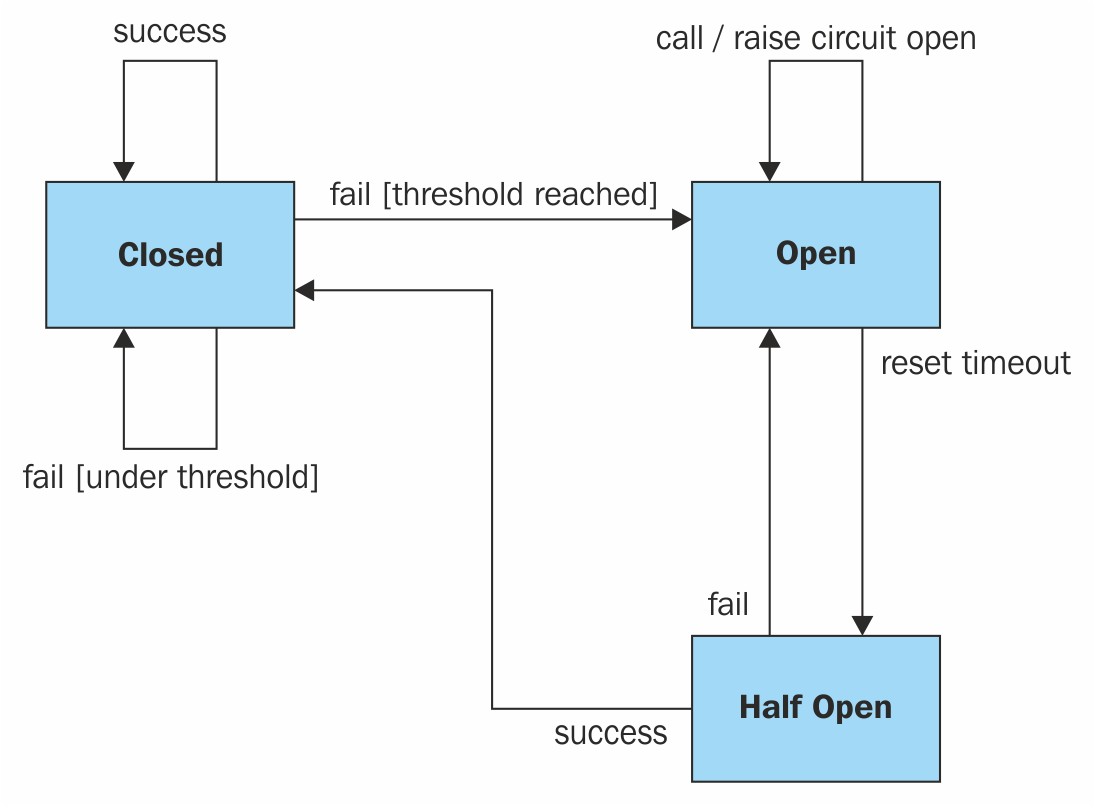 success
call / raise circuit open
fail [threshold reached]
Closed
Open
reset timeout
fail [under threshold]
fail
Half Open
success